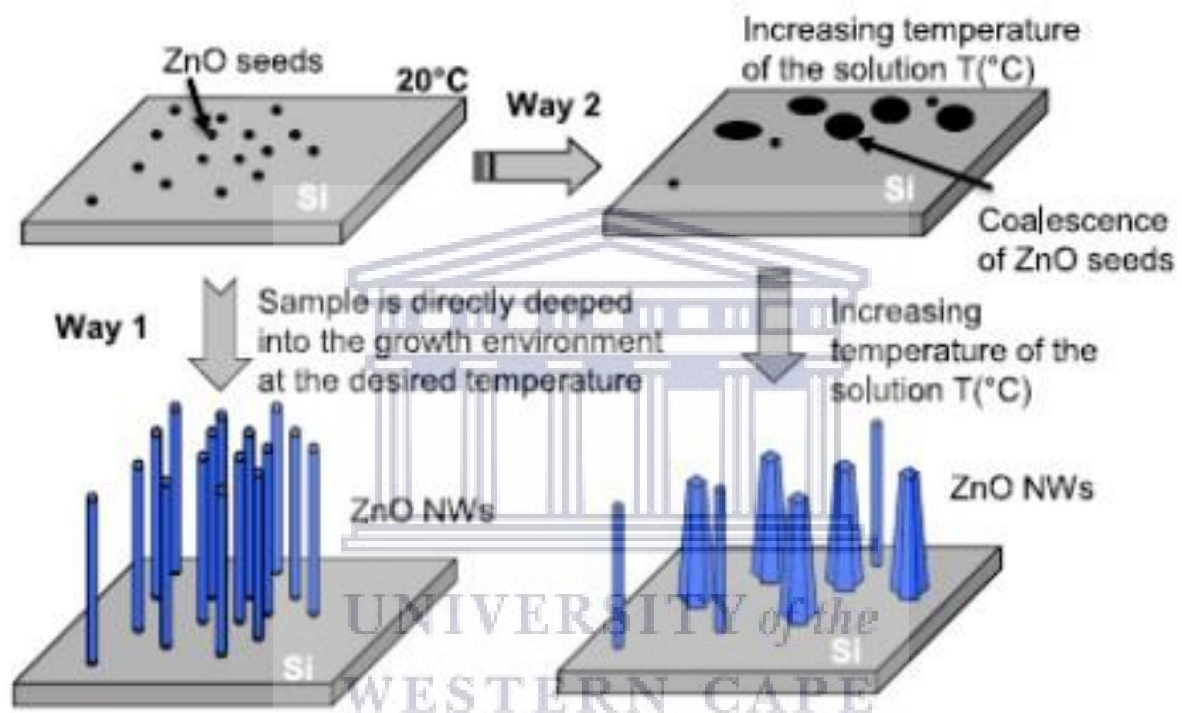 ZnO seeds
20°C
Si
Way 2
Increasing temperature
of the solution T(°C)
Si
Coalescence
of ZnO seeds
Way 1
Sample is directly deeped
into the growth environment
at the desired temperature
Increasing
temperature of the
solution T(°C)
ZnO NWs
Si
ZnO NWs
Si
UNIVERSITY of the
WESTERN CAPE